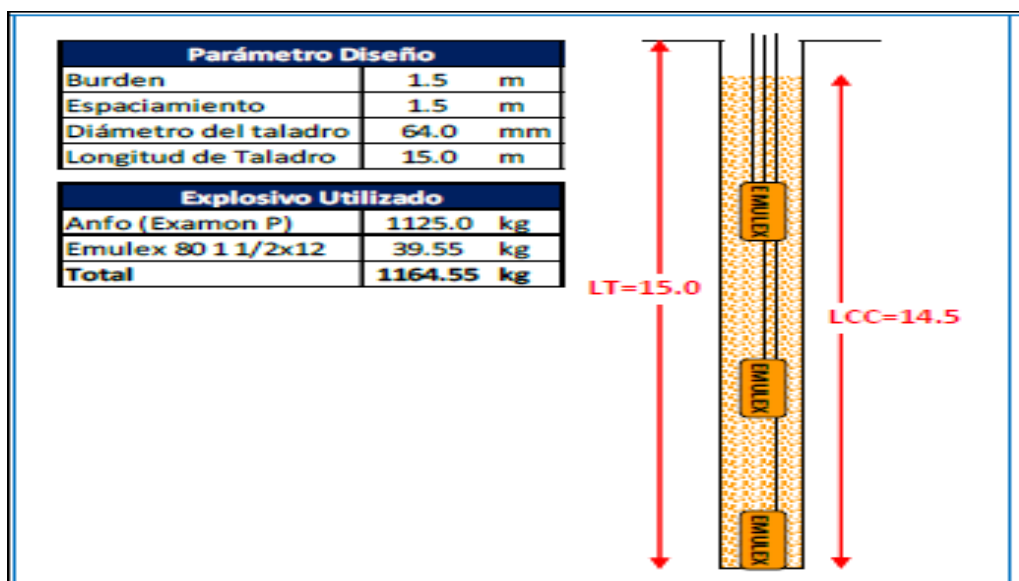 Parámetro Diseño
Burden 1.5 m
Espaciamiento 1.5 m
Diámetro del taladro 64.0 mm
Longitud de Taladro 15.0 m
Explosivo Utilizado
Anfo (Examon P) 1125.0 kg
Emulex 80 1 1/2x12 39.55 kg
Total 1164.55 kg
EMULEX
LT=15.0
LCC=14.5
EMULEX
EMULEX